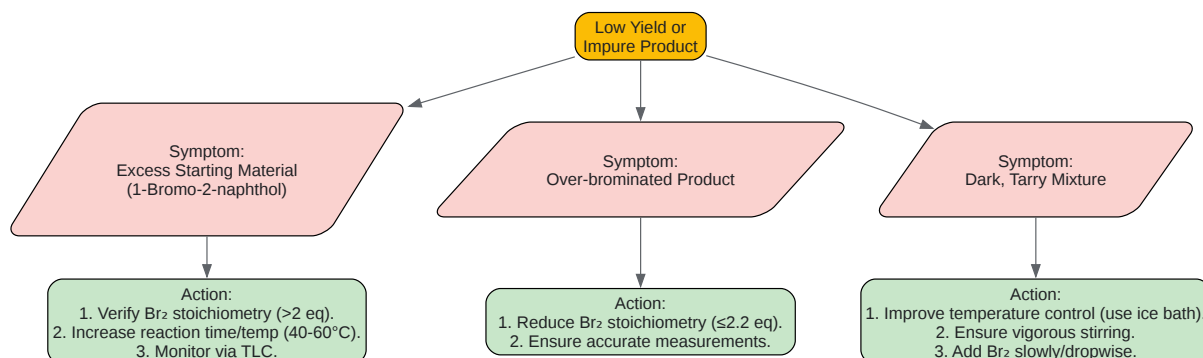 Low Yield or
Impure Product
Symptom:
Excess Starting Material
(1-Bromo-2-naphthol)
Symptom:
Over-brominated Product
Symptom:
Dark, Tarry Mixture
Action:
1. Verify Br₂ stoichiometry (>2 eq).
2. Increase reaction time/temp (40-60°C).
3. Monitor via TLC.
Action:
1. Reduce Br₂ stoichiometry (≤2.2 eq).
2. Ensure accurate measurements.
Action:
1. Improve temperature control (use ice bath).
2. Ensure vigorous stirring.
3. Add Br₂ slowly/dropwise.